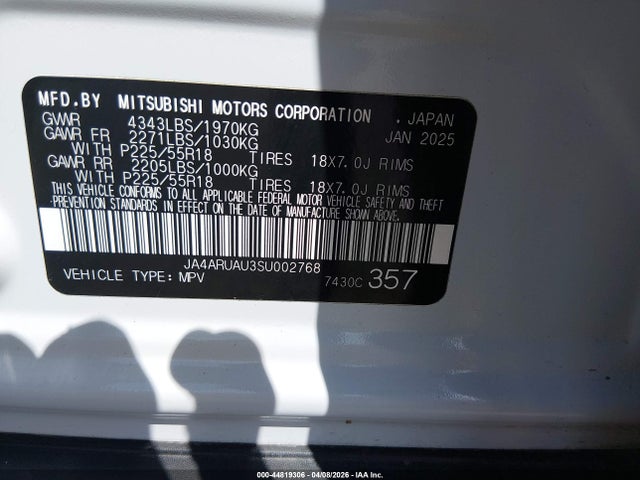 MFD.BY MITSUBISHI MOTORS CORPORATION . JAPAN
GVWR 4343LBS/1970KG JAN 2025
GAWR FR 2271LBS/1030KG
WITH P225/55R18 TIRES 18X7.0J RIMS
GAWR RR 2205LBS/1000KG
WITH P225/55R18 TIRES 18X7.0J RIMS
THIS VEHICLE CONFORMS TO ALL APPLICABLE FEDERAL MOTOR VEHICLE SAFETY AND THEFT
PREVENTION STANDARDS IN EFFECT ON THE DATE OF MANUFACTURE SHOWN ABOVE.
JA4ARUAU3SU002768
VEHICLE TYPE: MPV 7430C 357
000-44819306 - 04/08/2026 - IAA Inc.